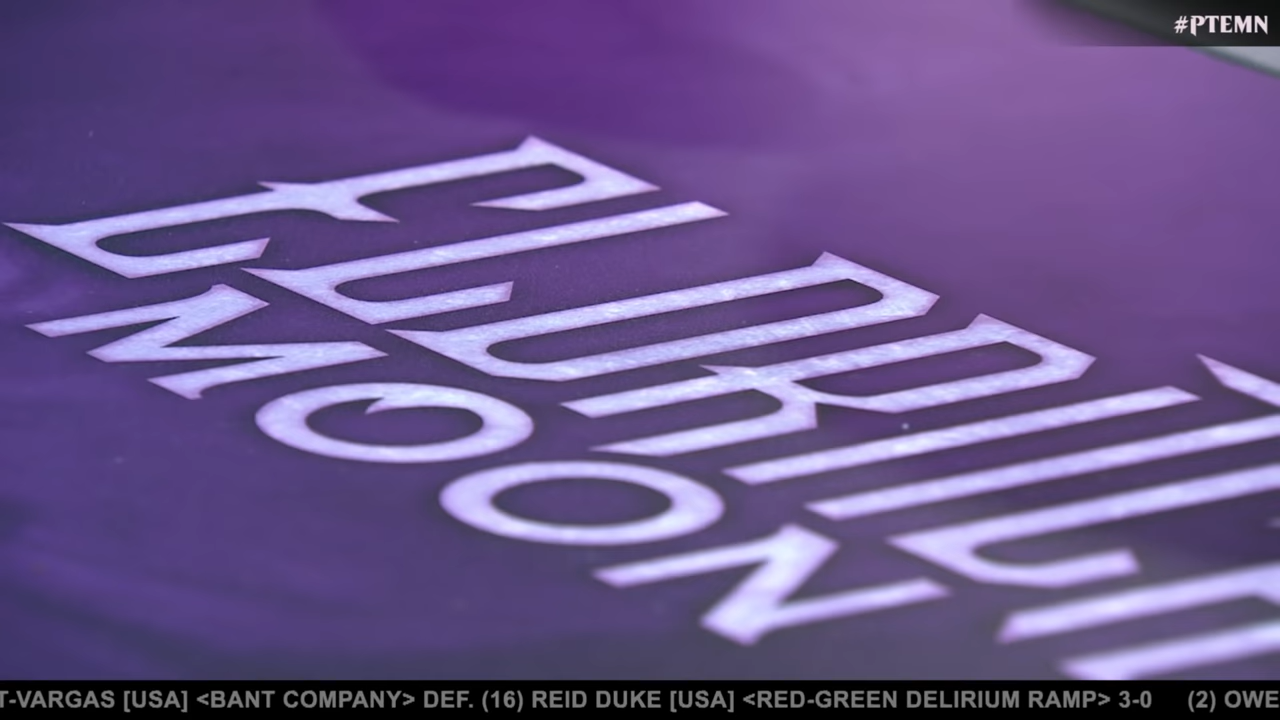 #PTEMN
ELDRITCH
MOON
T-VARGAS [USA] <BANT COMPANY> DEF. (16) REID DUKE [USA] <RED-GREEN DELIRIUM RAMP> 3-0 (2) OWE